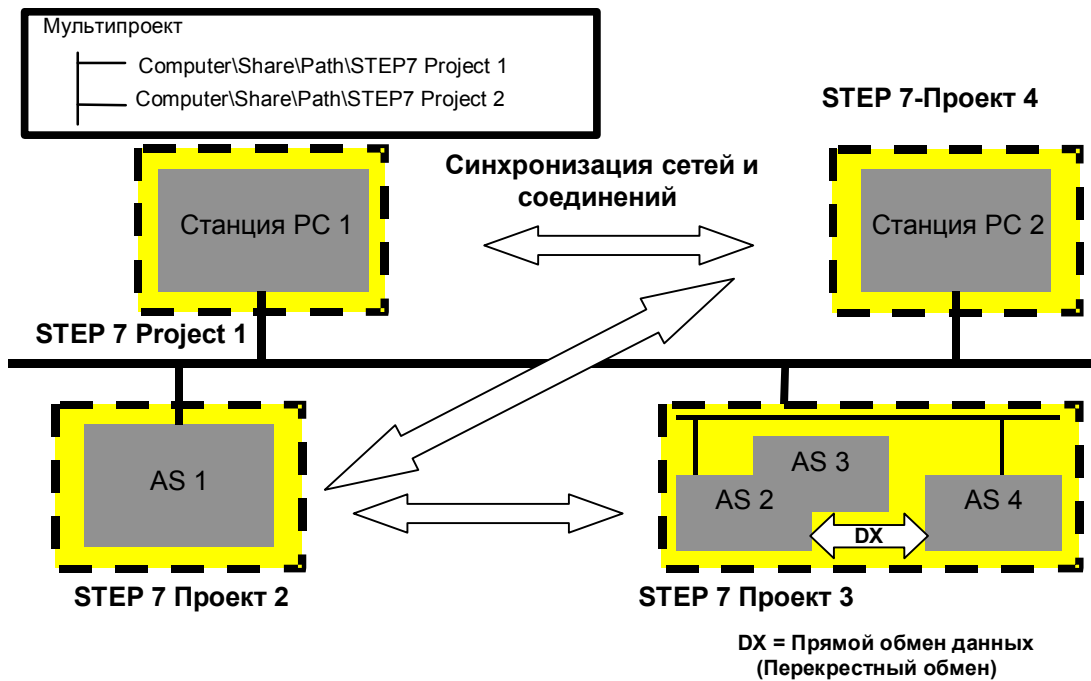 Мультипроект
Computer\Share\Path\STEP7 Project 1
Computer\Share\Path\STEP7 Project 2
STEP 7-Проект 4
Синхронизация сетей и
соединений
Станция PC 1
Станция PC 2
STEP 7 Project 1
AS 1
AS 3
AS 2
AS 4
DX
STEP 7 Проект 2
STEP 7 Проект 3
DX = Прямой обмен данных
(Перекрестный обмен)